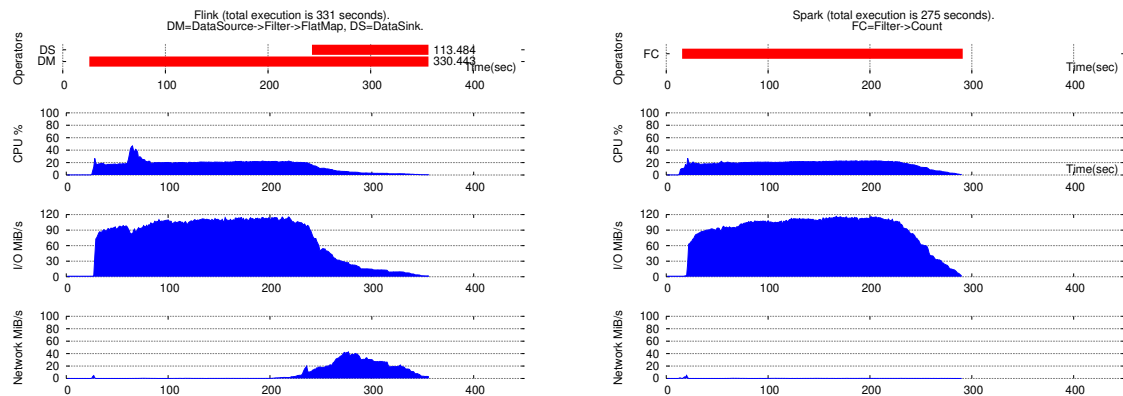 Flink (total execution is 331 seconds).
DM=DataSource->Filter->FlatMap, DS=DataSink.
Operators
DS
DM
113.484
330.443
Time(sec)
0 100 200 300 400
CPU %
100
80
60
40
20
0
0 100 200 300 400
I/O MiB/s
120
90
60
30
0
0 100 200 300 400
Network MiB/s
100
80
60
40
20
0
0 100 200 300 400
Spark (total execution is 275 seconds).
FC=Filter->Count
Operators
FC
Time(sec)
0 100 200 300 400
CPU %
100
80
60
40
20
0
Time(sec)
0 100 200 300 400
I/O MiB/s
120
90
60
30
0
0 100 200 300 400
Network MiB/s
100
80
60
40
20
0
0 100 200 300 400